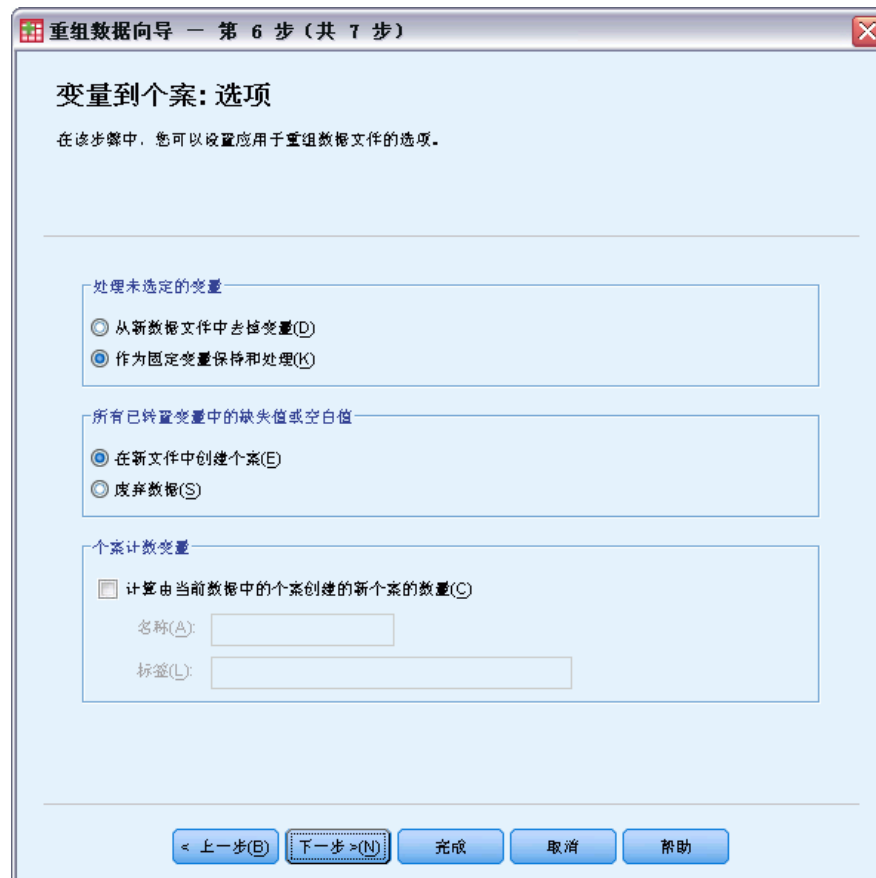 重组数据向导 － 第 6 步（共 7 步）
变量到个案: 选项
在该步骤中，您可以设置应用于重组数据文件的选项。
处理未选定的变量
从新数据文件中去掉变量(D)
作为固定变量保持和处理(K)
所有已转置变量中的缺失值或空白值
在新文件中创建个案(E)
废弃数据(S)
个案计数变量
计算由当前数据中的个案创建的新个案的数量(C)
名称(A):
标签(L):
< 上一步(B) 下一步 >(N) 完成 取消 帮助